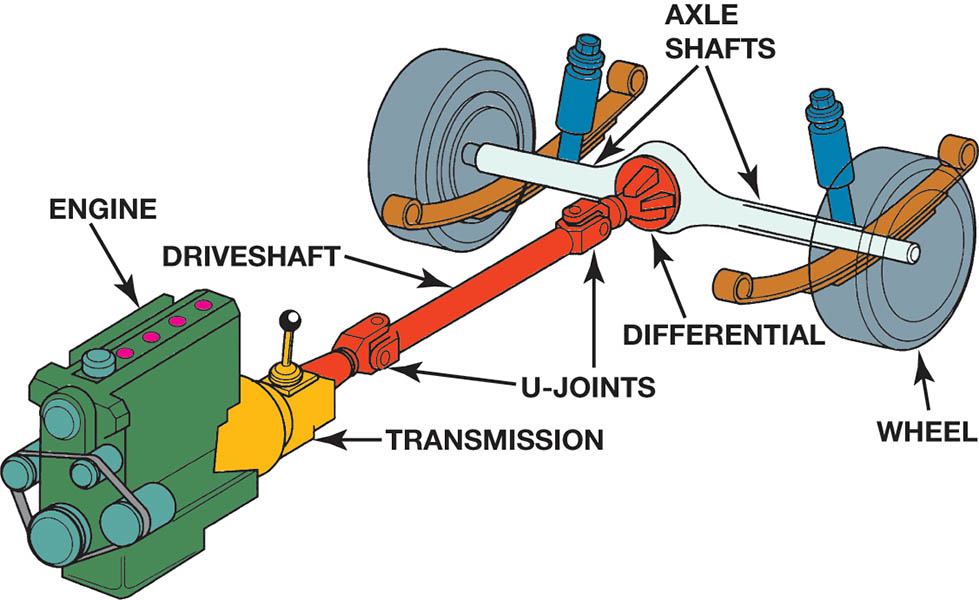 AXLE
SHAFTS
ENGINE
DRIVESHAFT
DIFFERENTIAL
U-JOINTS
WHEEL
TRANSMISSION